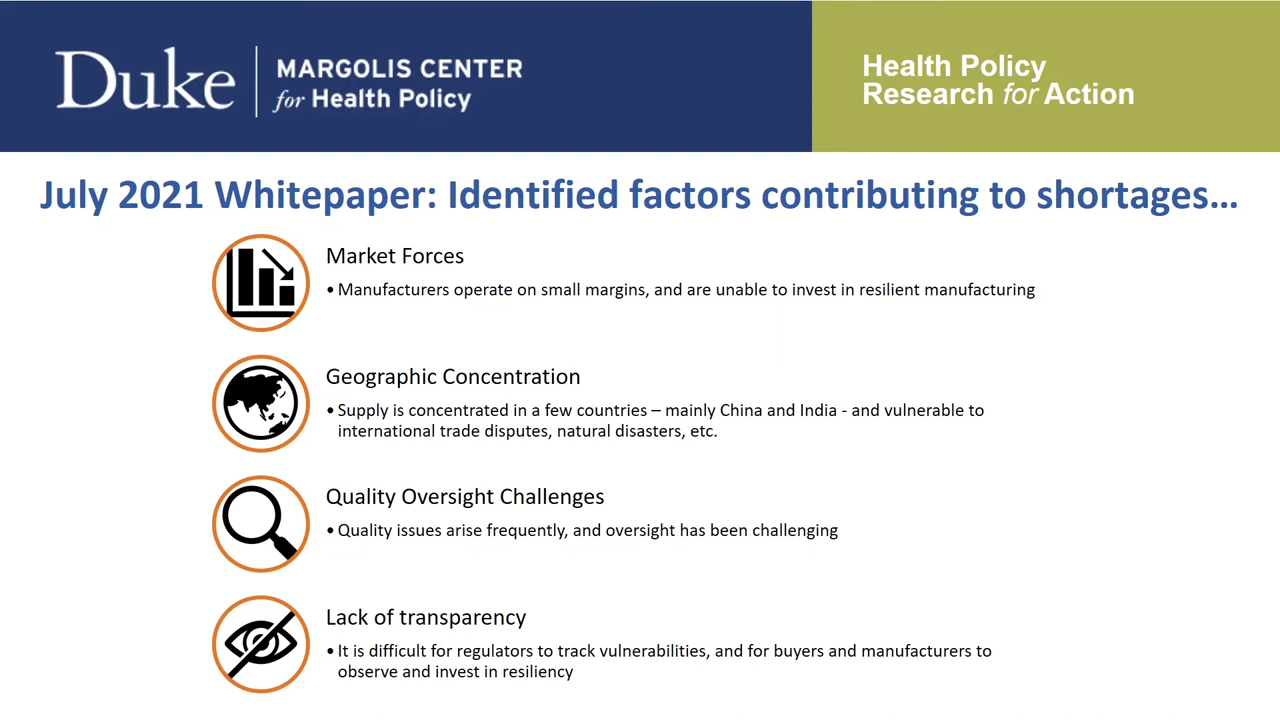 Duke
MARGOLIS CENTER
for Health Policy
Health Policy
Research for Action
July 2021 Whitepaper: Identified factors contributing to shortages...
Market Forces
• Manufacturers operate on small margins, and are unable to invest in resilient manufacturing
Geographic Concentration
• Supply is concentrated in a few countries – mainly China and India - and vulnerable to
international trade disputes, natural disasters, etc.
Quality Oversight Challenges
• Quality issues arise frequently, and oversight has been challenging
Lack of transparency
• It is difficult for regulators to track vulnerabilities, and for buyers and manufacturers to
observe and invest in resiliency